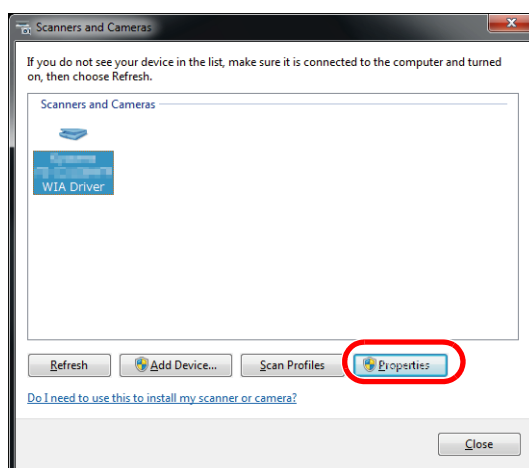 Scanners and Cameras
If you do not see your device in the list, make sure it is connected to the computer and turned
on, then choose Refresh.
Scanners and Cameras
WIA Driver
Refresh
Add Device...
Scan Profiles
Properties
Do I need to use this to install my scanner or camera?
Close